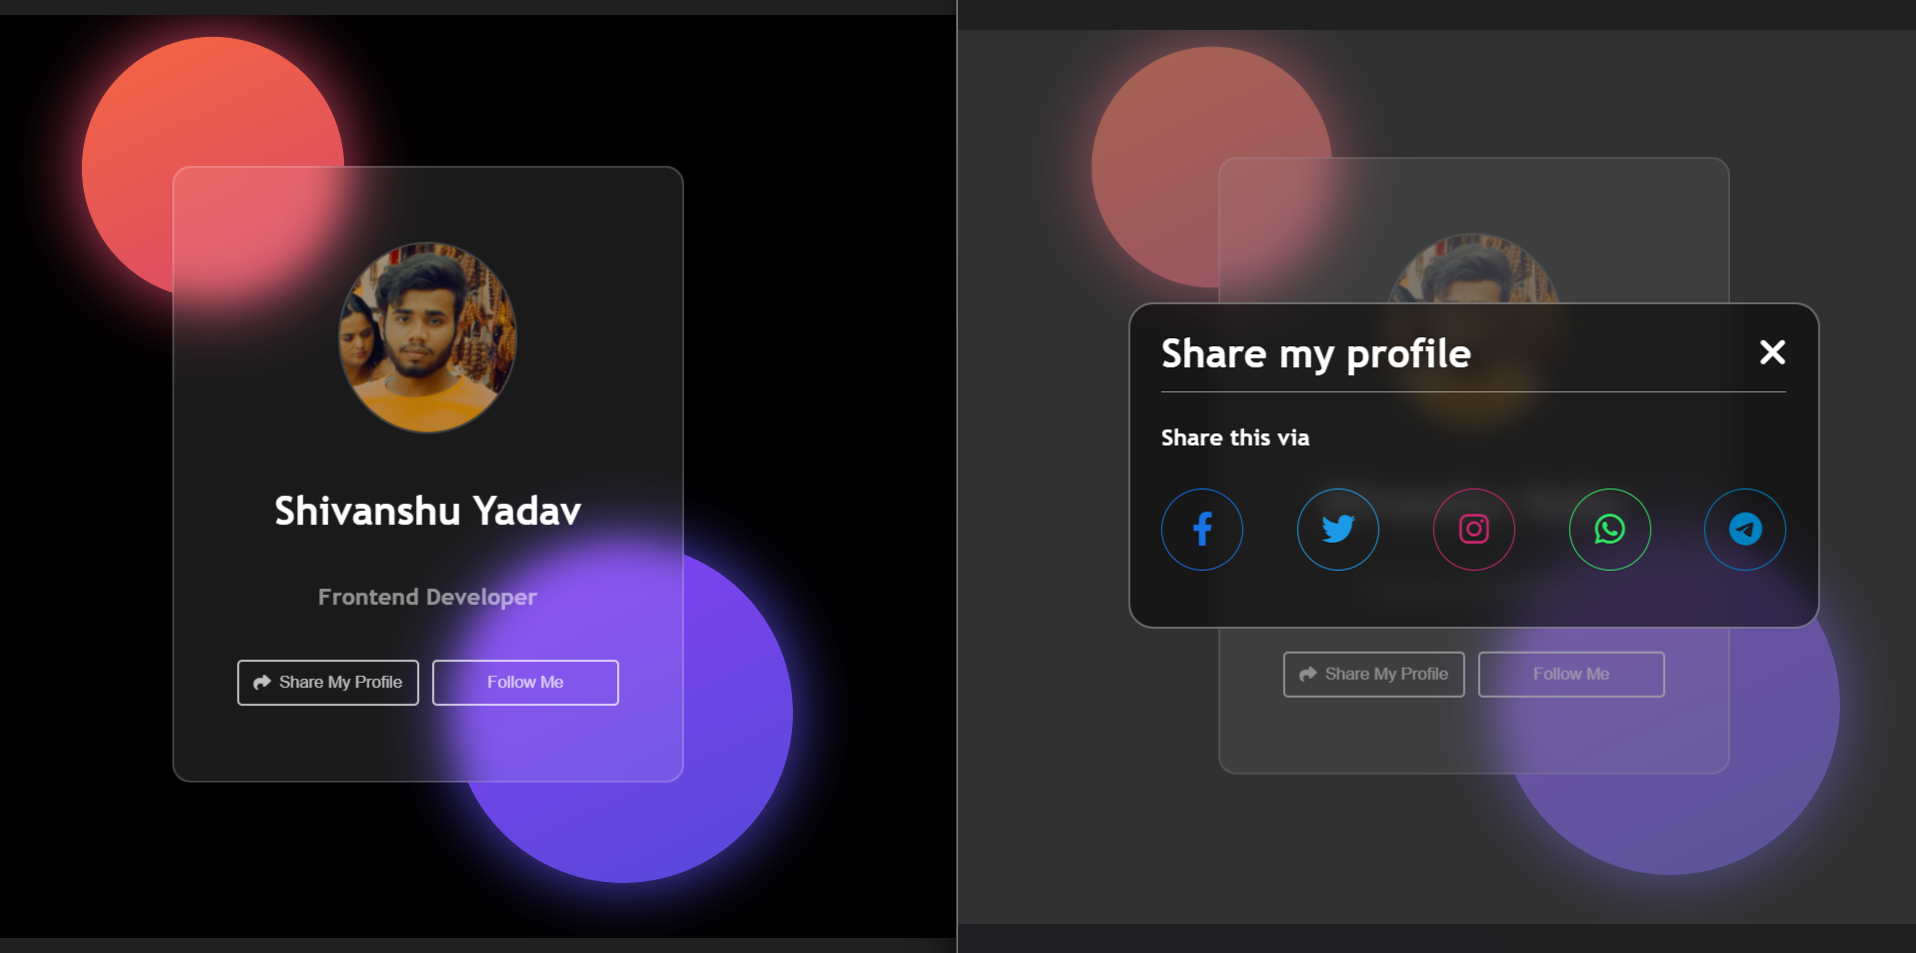 Shivanshu Yadav
Frontend Developer
Share My Profile
Follow Me
Share my profile
Share this via
Share My Profile
Follow Me